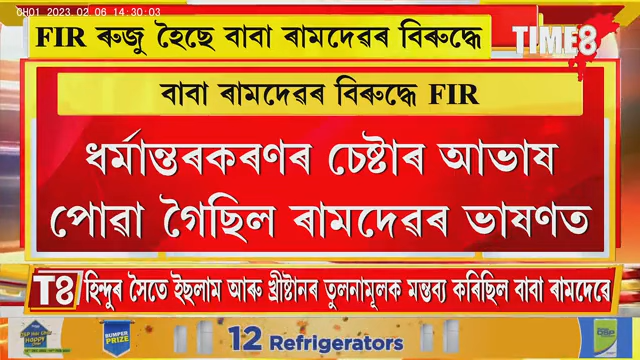 CH01 2023.02.06 14:30:03
FIR ৰুজু হৈছে বাবা ৰামদেৱৰ বিৰুদ্ধে
TIME8
বাবা ৰামদেৱৰ বিৰুদ্ধে FIR
ধৰ্মান্তৰকৰণৰ চেষ্টাৰ আভাষ
পোৱা গৈছিল ৰামদেৱৰ ভাষণত
T8 হিন্দুৰ সৈতে ইছলাম আৰু খ্ৰীষ্টানৰ তুলনামূলক মন্তব্য কৰিছিল বাবা ৰামদেৱে
BUMPER PRIZE
12 Refrigerators